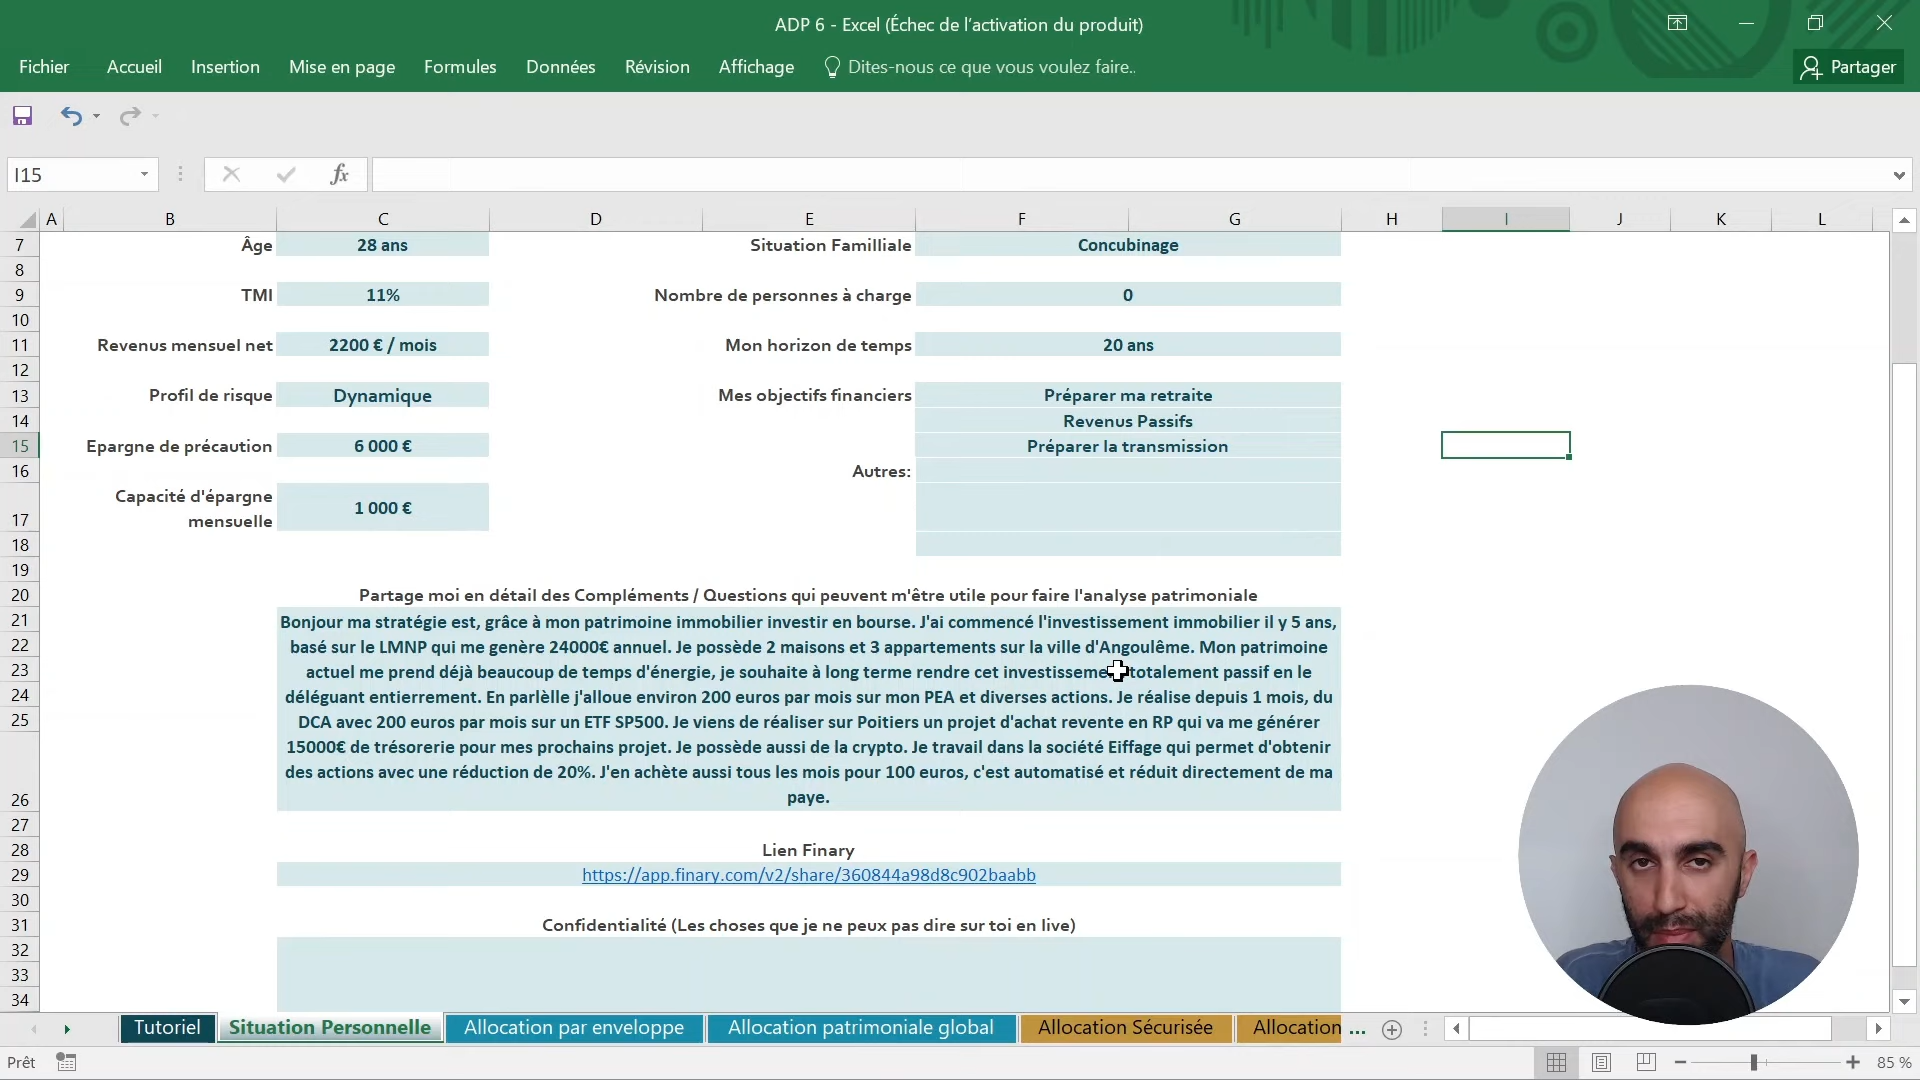 ADP 6 - Excel (Échec de l'activation du produit)
Fichier Accueil Insertion Mise en page Formules Données Révision Affichage Dites-nous ce que vous voulez faire.. Partager
I15 fx
A B C D E F G H I J K L
7 Âge 28 ans Situation Familliale Concubinage
8
9 TMI 11% Nombre de personnes à charge 0
10
11 Revenus mensuel net 2200 € / mois Mon horizon de temps 20 ans
12
13 Profil de risque Dynamique Mes objectifs financiers Préparer ma retraite
14 Revenus Passifs
15 Epargne de précaution 6 000 € Préparer la transmission
16 Autres:
Capacité d'épargne
17 mensuelle 1 000 €
18
19
20 Partage moi en détail des Compléments / Questions qui peuvent m'être utile pour faire l'analyse patrimoniale
21 Bonjour ma stratégie est, grâce à mon patrimoine immobilier investir en bourse. J'ai commencé l'investissement immobilier il y 5 ans,
22 basé sur le LMNP qui me genère 24000€ annuel. Je possède 2 maisons et 3 appartements sur la ville d'Angoulême. Mon patrimoine
23 actuel me prend déjà beaucoup de temps d'énergie, je souhaite à long terme rendre cet investisseme totalement passif en le
24 déléguant entierrement. En parlèlle j'alloue environ 200 euros par mois sur mon PEA et diverses actions. Je réalise depuis 1 mois, du
25 DCA avec 200 euros par mois sur un ETF SP500. Je viens de réaliser sur Poitiers un projet d'achat revente en RP qui va me générer
15000€ de trésorerie pour mes prochains projet. Je possède aussi de la crypto. Je travail dans la société Eiffage qui permet d'obtenir
des actions avec une réduction de 20%. J'en achète aussi tous les mois pour 100 euros, c'est automatisé et réduit directement de ma
26 paye.
27
28 Lien Finary
29 https://app.finary.com/v2/share/360844a98d8c902baabb
30
31 Confidentialité (Les choses que je ne peux pas dire sur toi en live)
32
33
34
Tutoriel Situation Personnelle Allocation par enveloppe Allocation patrimoniale global Allocation Sécurisée Allocation ...
Prêt 85 %